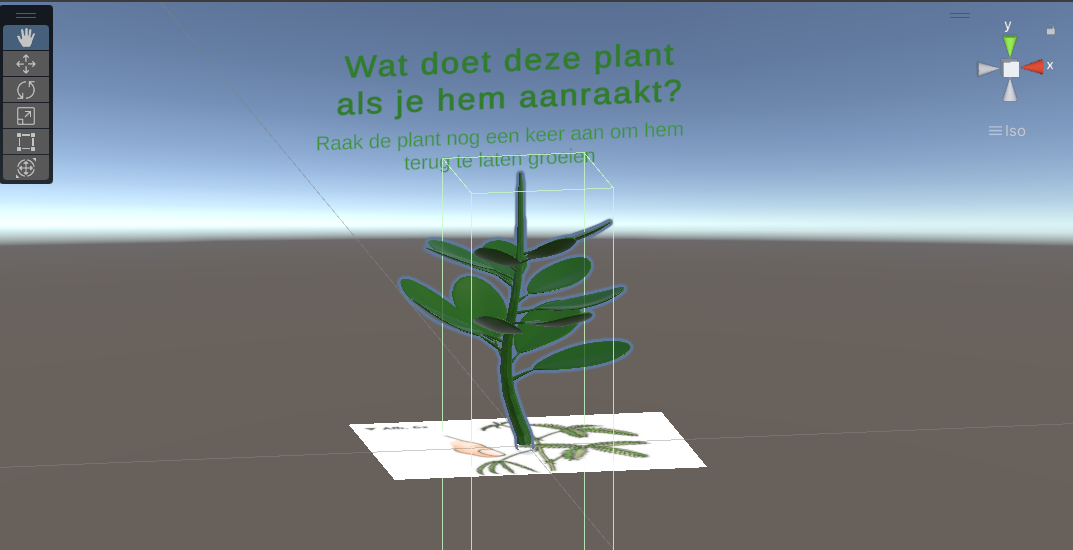 Wat doet deze plant
als je hem aanraakt?
Raak de plant nog een keer aan om hem
terug te laten groeien
y
x
Iso